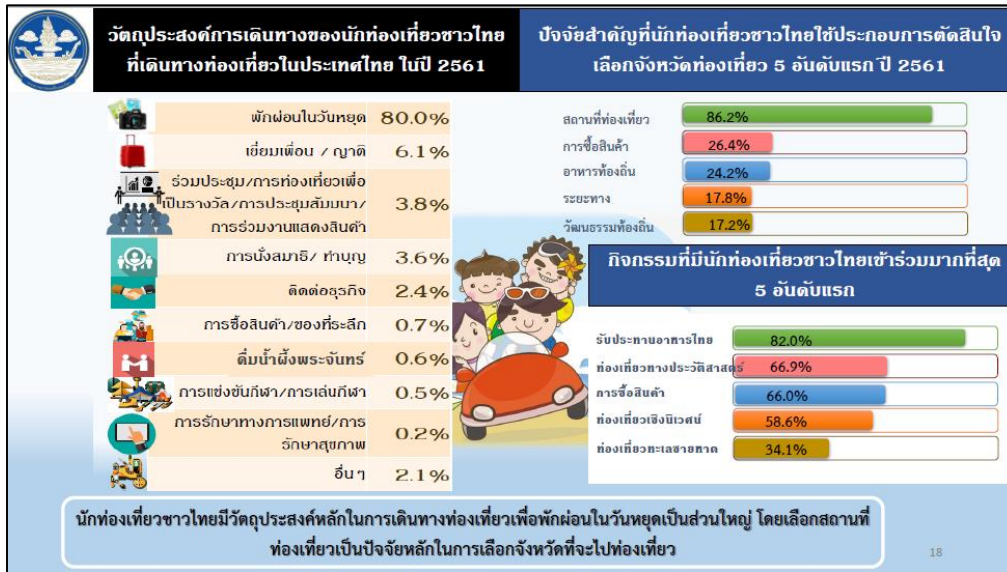 วัตถุประสงค์การเดินทางของนักท่องเที่ยวชาวไทย
ที่เดินทางท่องเที่ยวในประเทศไทย ในปี 2561
พักผ่อนในวันหยุด 80.0%
เยี่ยมเพื่อน / ญาติ 6.1%
ร่วมประชุม/การท่องเที่ยวเพื่อ
เป็นรางวัล/การประชุมสัมมนา/
การร่วมงานแสดงสินค้า 3.8%
การนั่งสมาธิ/ ทำบุญ 3.6%
ติดต่อธุรกิจ 2.4%
การซื้อสินค้า/ของที่ระลึก 0.7%
ดื่มน้ำผึ้งพระจันทร์ 0.6%
การแข่งขันกีฬา/การเล่นกีฬา 0.5%
การรักษาทางการแพทย์/การ
รักษาสุขภาพ 0.2%
อื่นๆ 2.1%
ปัจจัยสำคัญที่นักท่องเที่ยวชาวไทยใช้ประกอบการตัดสินใจ
เลือกจังหวัดท่องเที่ยว 5 อันดับแรก ปี 2561
สถานที่ท่องเที่ยว 86.2%
การซื้อสินค้า 26.4%
อาหารท้องถิ่น 24.2%
ระยะทาง 17.8%
วัฒนธรรมท้องถิ่น 17.2%
กิจกรรมที่มีนักท่องเที่ยวชาวไทยเข้าร่วมมากที่สุด
5 อันดับแรก
รับประทานอาหารไทย 82.0%
ท่องเที่ยวทางประวัติสาสตร์ 66.9%
การซื้อสินค้า 66.0%
ท่องเที่ยวเชิงนิเวศน์ 58.6%
ท่องเที่ยวทะเลชายหาด 34.1%
นักท่องเที่ยวชาวไทยมีวัตถุประสงค์หลักในการเดินทางท่องเที่ยวเพื่อพักผ่อนในวันหยุดเป็นส่วนใหญ่ โดยเลือกสถานที่
ท่องเที่ยวเป็นปัจจัยหลักในการเลือกจังหวัดที่จะไปท่องเที่ยว
18